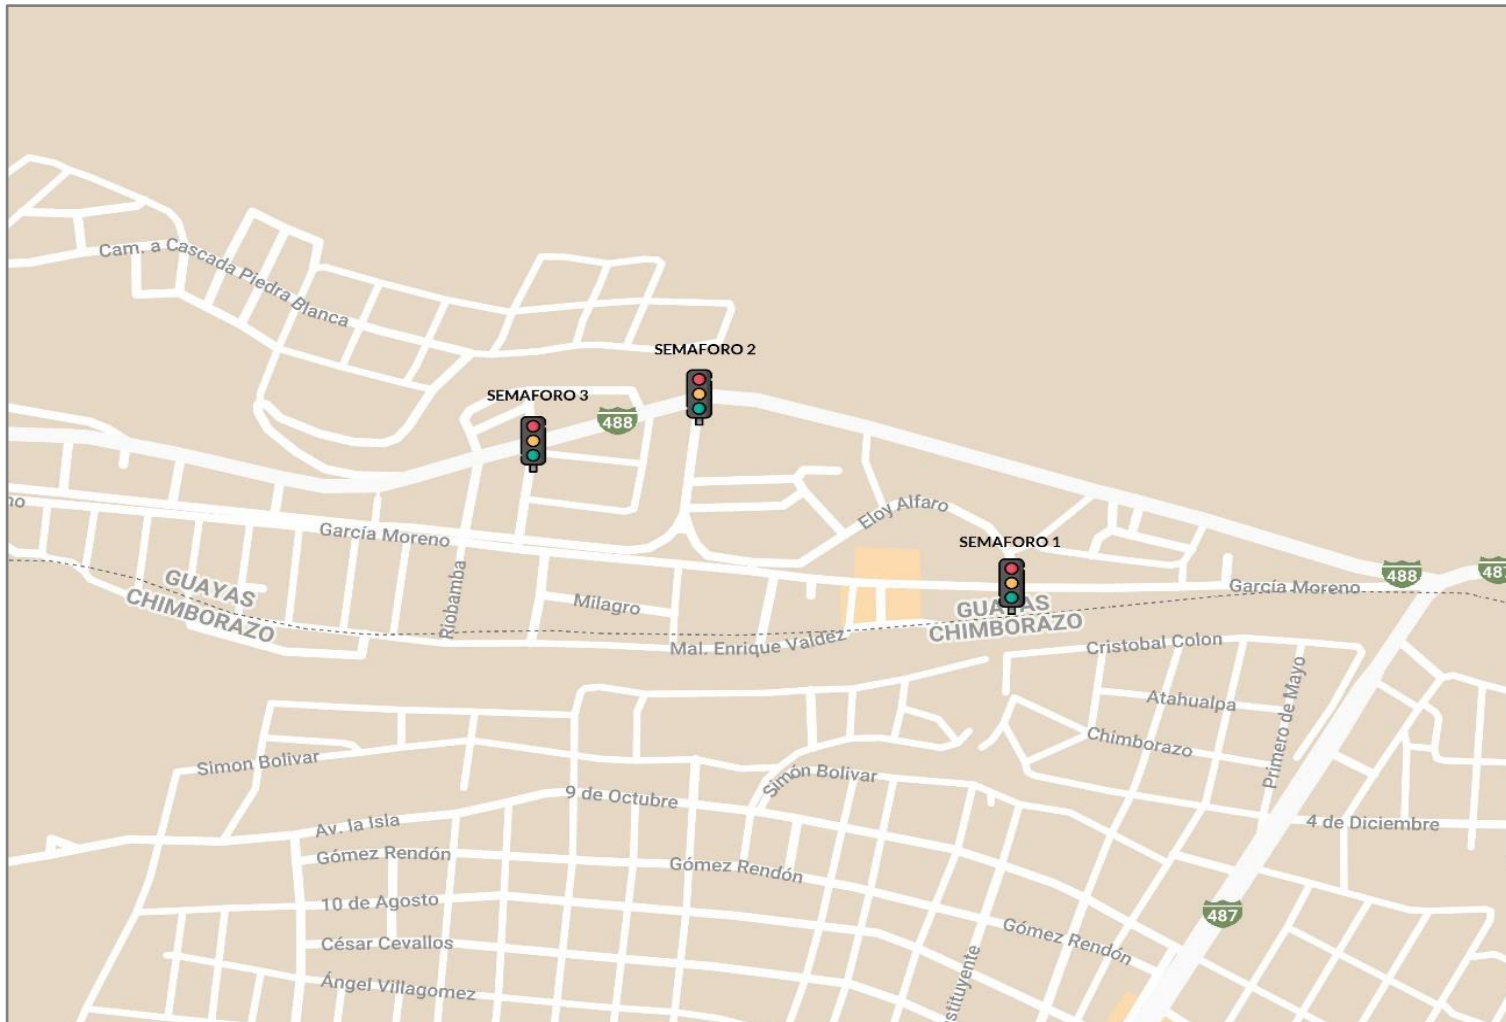 Cam. a Cascada Piedra Blanca
SEMAFORO 2
SEMAFORO 3
488
no
García Moreno
Eloy Alfaro
SEMAFORO 1
GUAYAS
CHIMBORAZO
Riobamba
Milagro
Mal. Enrique Valdez
GUAYAS
CHIMBORAZO
García Moreno
488
487
Cristobal Colon
Atahualpa
Chimborazo
Primero de Mayo
Simon Bolivar
Simón Bolivar
9 de Octubre
Av. la Isla
4 de Diciembre
Gómez Rendón
Gómez Rendón
10 de Agosto
487
Gómez Rendón
César Cevallos
Ángel Villagomez
stituyente